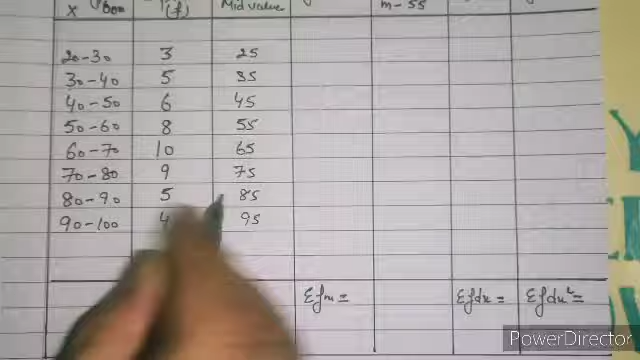 x (f) Mid value m-55
20-30 3 25
30-40 5 35
40-50 6 45
50-60 8 55
60-70 10 65
70-80 9 75
80-90 5 85
90-100 4 95
Σfm = Σfdx = Σfdx²=
PowerDirector